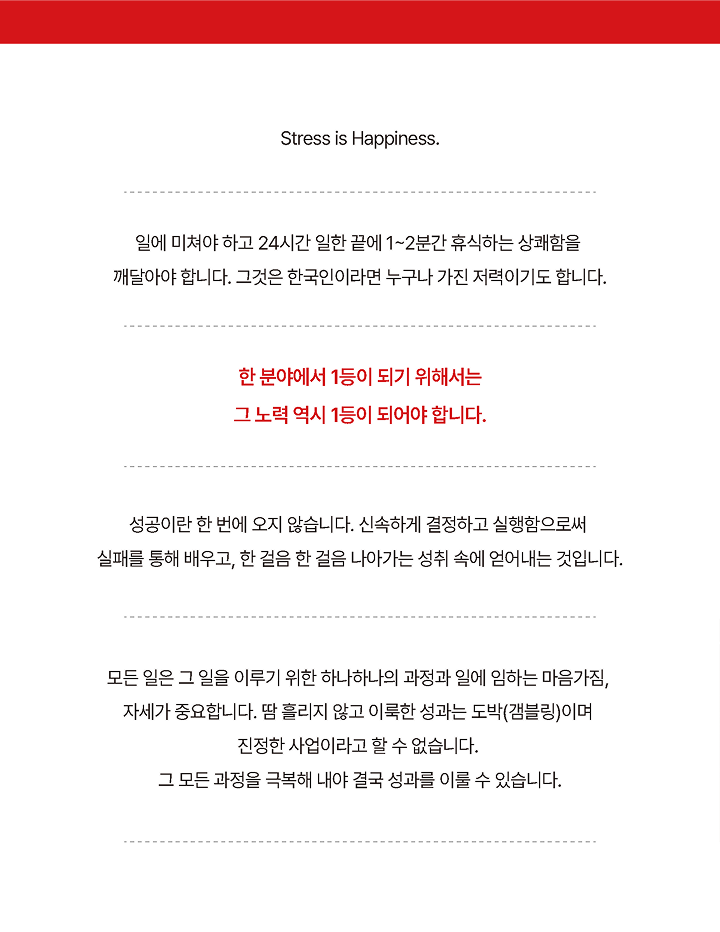 Stress is Happiness.
일에 미쳐야 하고 24시간 일한 끝에 1~2분간 휴식하는 상쾌함을
깨달아야 합니다. 그것은 한국인이라면 누구나 가진 저력이기도 합니다.
한 분야에서 1등이 되기 위해서는
그 노력 역시 1등이 되어야 합니다.
성공이란 한 번에 오지 않습니다. 신속하게 결정하고 실행함으로써
실패를 통해 배우고, 한 걸음 한 걸음 나아가는 성취 속에 얻어내는 것입니다.
모든 일은 그 일을 이루기 위한 하나하나의 과정과 일에 임하는 마음가짐,
자세가 중요합니다. 땀 흘리지 않고 이룩한 성과는 도박(갬블링)이며
진정한 사업이라고 할 수 없습니다.
그 모든 과정을 극복해 내야 결국 성과를 이룰 수 있습니다.